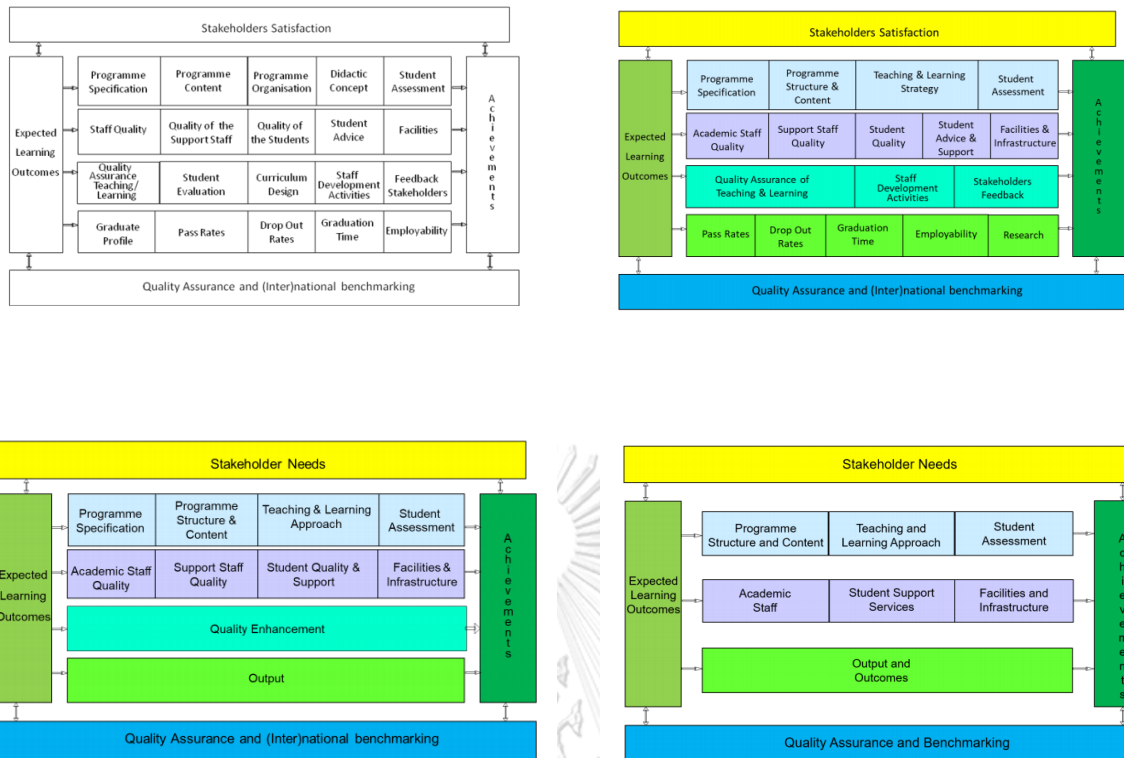 Stakeholders Satisfaction
Expected
Learning
Outcomes
Programme
Specification
Programme
Content
Programme
Organisation
Didactic
Concept
Student
Assessment
Staff Quality
Quality of the
Support Staff
Quality of
the Students
Student
Advice
Facilities
Quality
Assurance
Teaching/
Learning
Student
Evaluation
Curriculum
Design
Staff
Development
Activities
Feedback
Stakeholders
Graduate
Profile
Pass Rates
Drop Out
Rates
Graduation
Time
Employability
Achievements
Quality Assurance and (Inter)national benchmarking
Stakeholders Satisfaction
Expected
Learning
Outcomes
Programme
Specification
Programme
Structure &
Content
Teaching & Learning
Strategy
Student
Assessment
Academic Staff
Quality
Support Staff
Quality
Student
Quality
Student
Advice &
Support
Facilities &
Infrastructure
Quality Assurance of
Teaching & Learning
Staff
Development
Activities
Stakeholders
Feedback
Pass Rates
Drop Out
Rates
Graduation
Time
Employability
Research
Achievements
Quality Assurance and (Inter)national benchmarking
Stakeholder Needs
Expected
Learning
Outcomes
Programme
Specification
Programme
Structure &
Content
Teaching & Learning
Approach
Student
Assessment
Academic Staff
Quality
Support Staff
Quality
Student Quality &
Support
Facilities &
Infrastructure
Quality Enhancement
Output
Achievements
Quality Assurance and (Inter)national benchmarking
Stakeholder Needs
Expected
Learning
Outcomes
Programme
Structure and Content
Teaching and
Learning Approach
Student
Assessment
Academic
Staff
Student Support
Services
Facilities and
Infrastructure
Output and
Outcomes
Achievements
Quality Assurance and Benchmarking